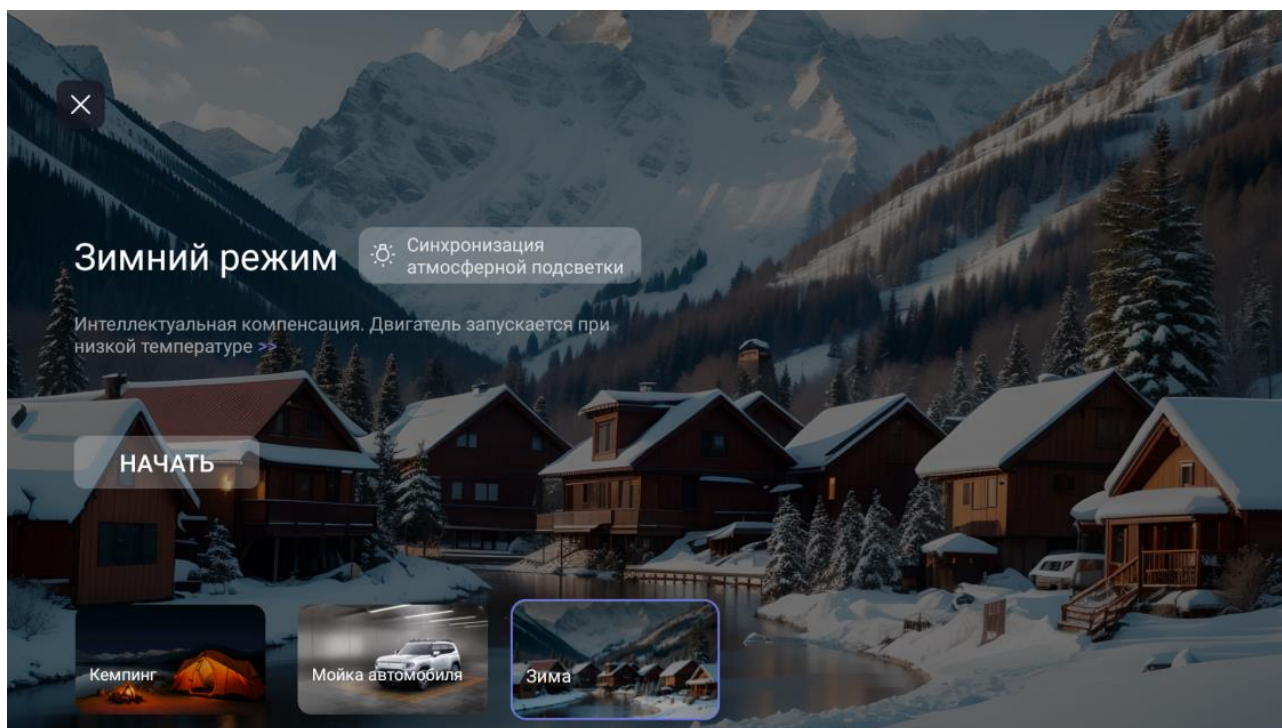 Зимний режим
Синхронизация
атмосферной подсветки
Интеллектуальная компенсация. Двигатель запускается при
низкой температуре >>
НАЧАТЬ
Кемпинг
Мойка автомобиля
Зима